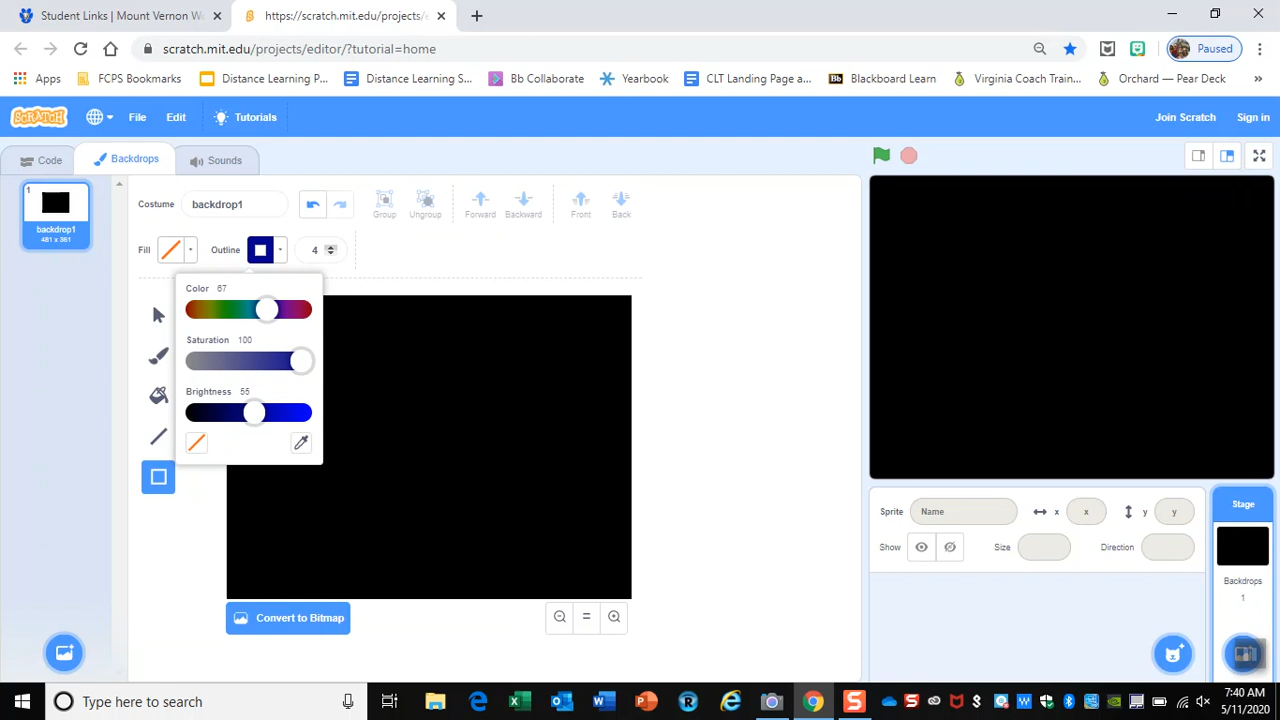 Student Links | Mount Vernon Wo
https://scratch.mit.edu/projects/e
scratch.mit.edu/projects/editor/?tutorial=home
Paused
Apps
FCPS Bookmarks
Distance Learning P...
Distance Learning S...
Bb Collaborate
Yearbook
CLT Landing Page a...
Bb
Blackboard Learn
Virginia Coach Train...
Orchard — Pear Deck
»
SCRATCH
File
Edit
Tutorials
Join Scratch
Sign in
Code
Backdrops
Sounds
1
backdrop1
481 x 361
Costume
backdrop1
Group
Ungroup
Forward
Backward
Front
Back
Fill
Outline
4
Color 67
Saturation 100
Brightness 55
Convert to Bitmap
=
Sprite
Name
x
x
y
y
Show
Size
Direction
Stage
Backdrops
1
Type here to search
7:40 AM
5/11/2020